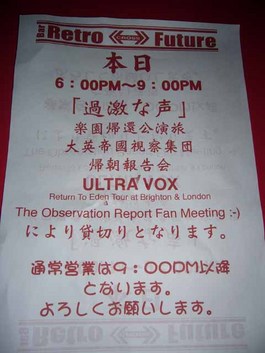 Bar Retro Future
本日
6:00PM~9:00PM
「過激な声」
楽園帰還公演旅
大英帝國視察集団
帰朝報告会
ULTRA VOX
Return To Eden Tour at Brighton & London
The Observation Report Fan Meeting :-)
により貸切りとなります。
通常営業は9:00PM以降
となります。
よろしくお願いします。
Bar Retro Future